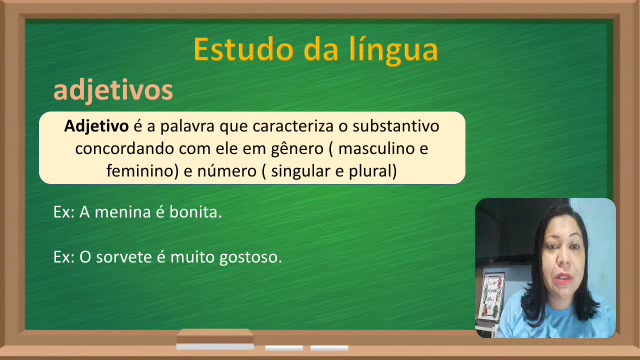 Estudo da língua
adjetivos
Adjetivo é a palavra que caracteriza o substantivo
concordando com ele em gênero ( masculino e
feminino) e número ( singular e plural)
Ex: A menina é bonita.
Ex: O sorvete é muito gostoso.